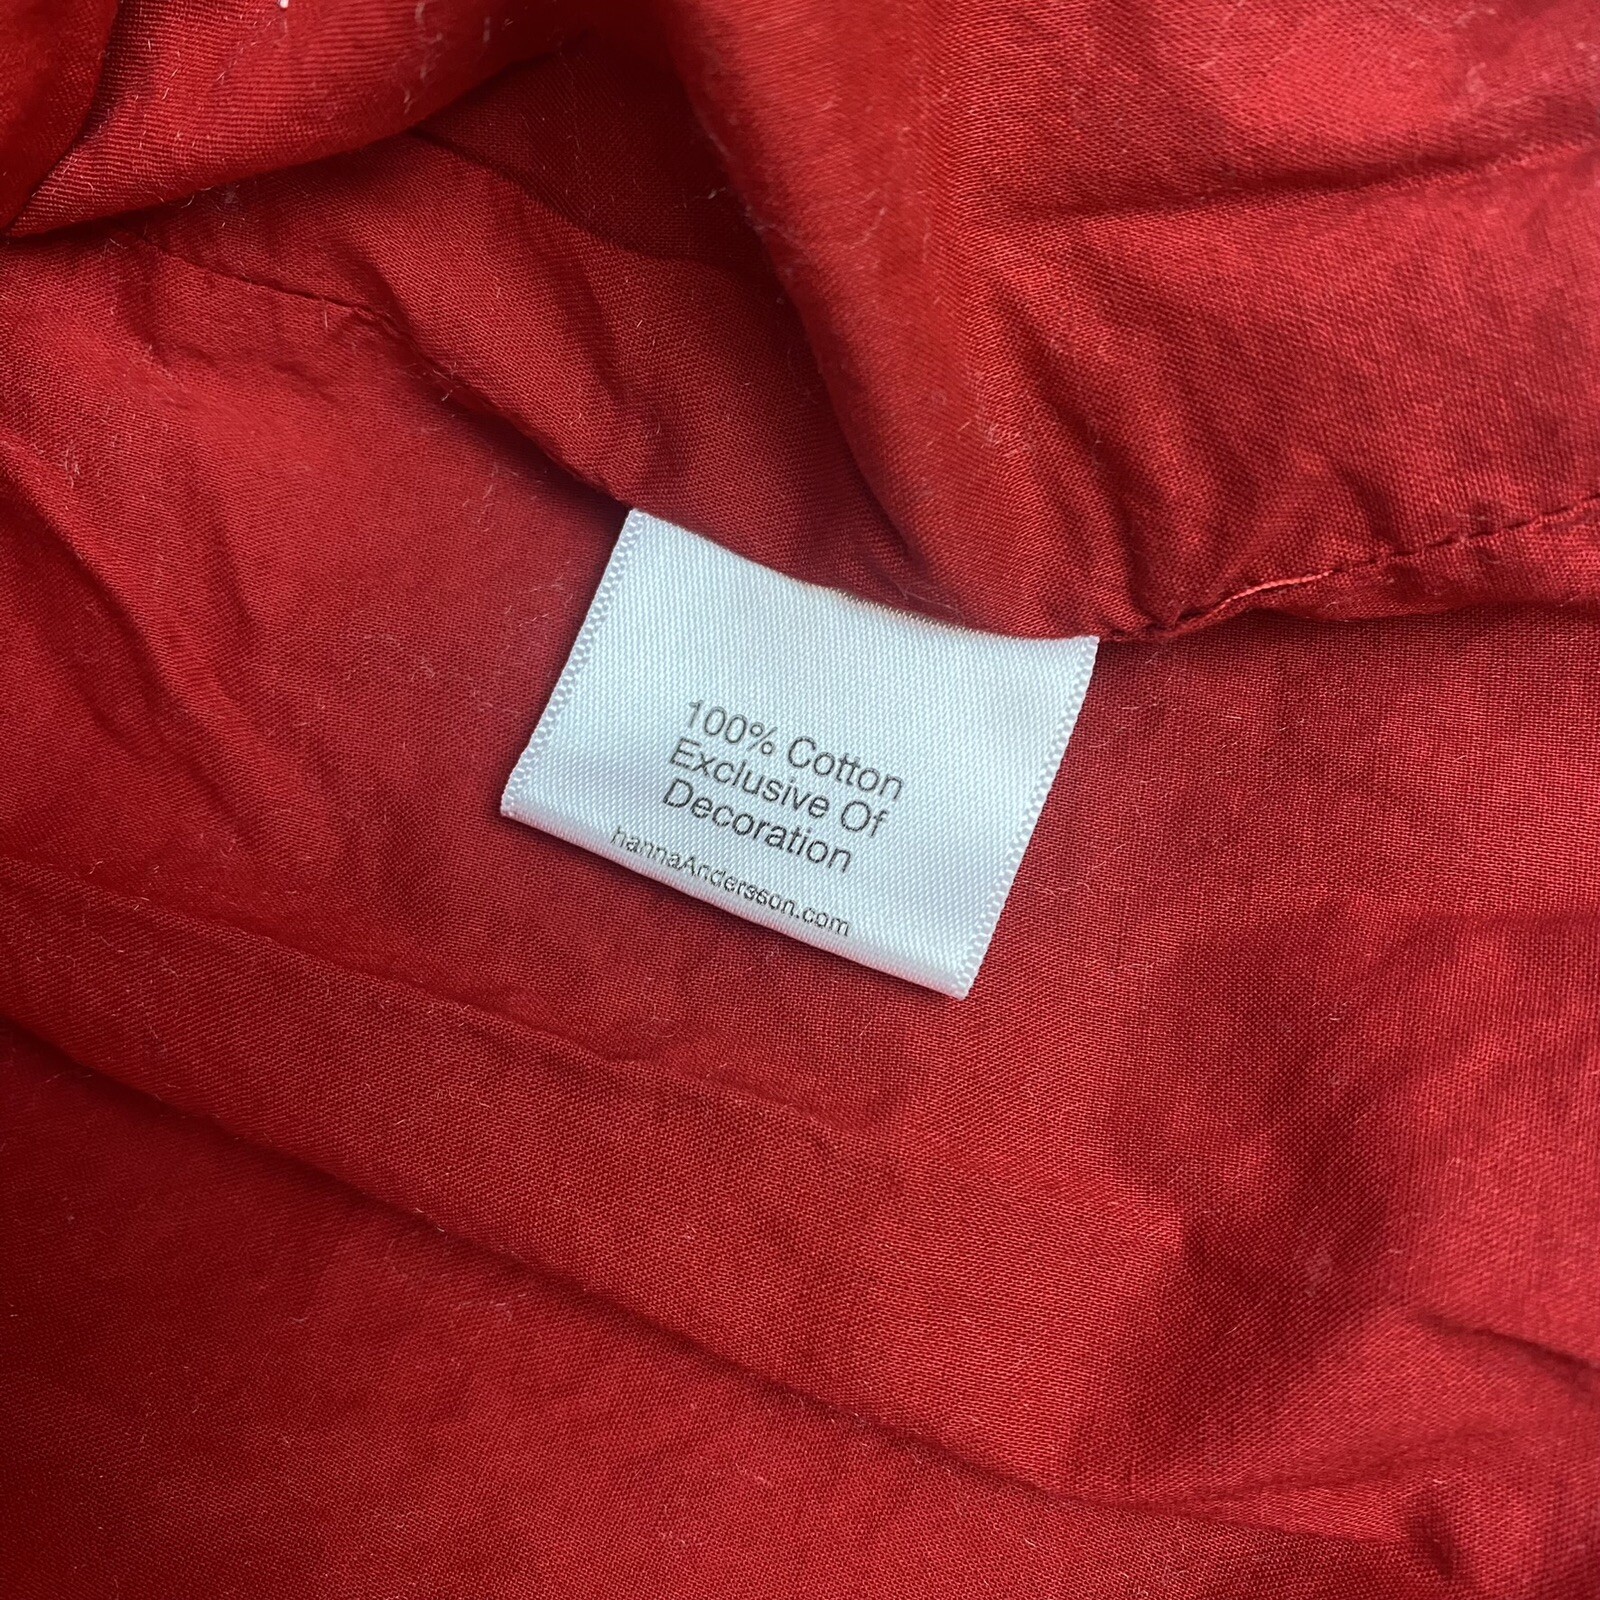 100% Cotton
Exclusive Of
Decoration
hannaAndersson.com